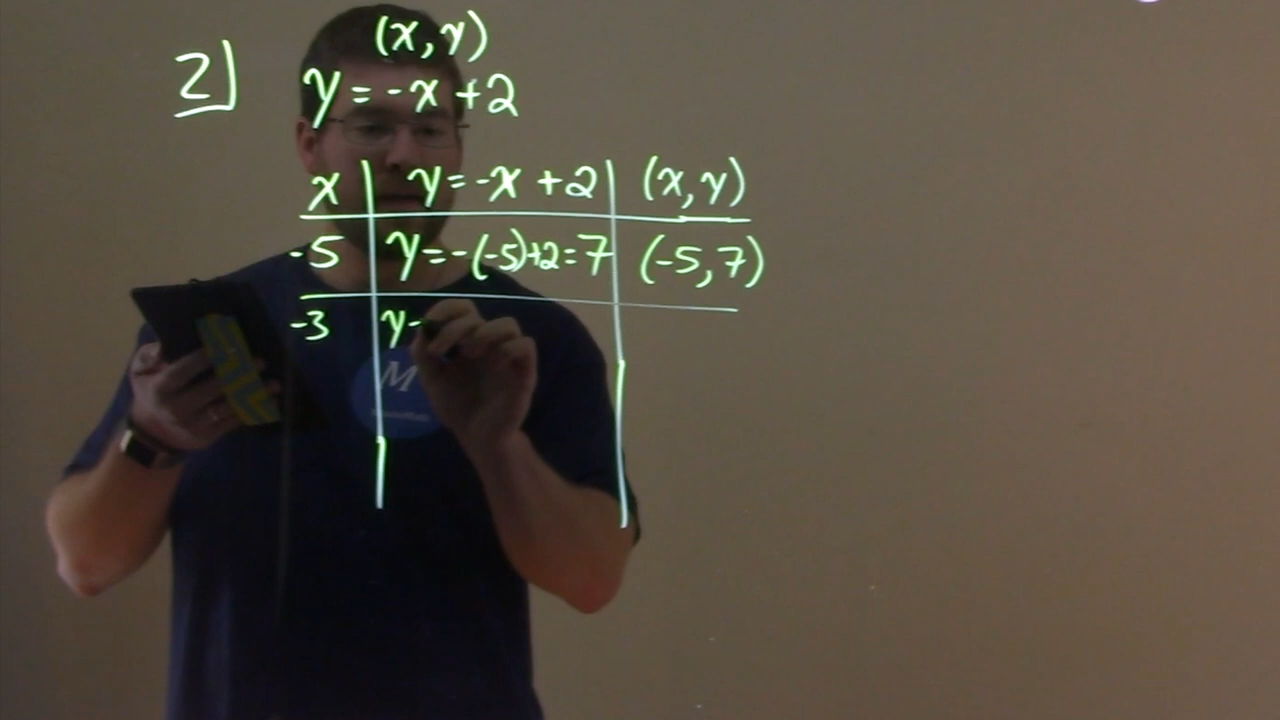 (x,y)
2) y = -x +2
x | y = -x +2 | (x,y)
-5 | y=-(-5)+2=7 | (-5,7)
-3 | y-
M